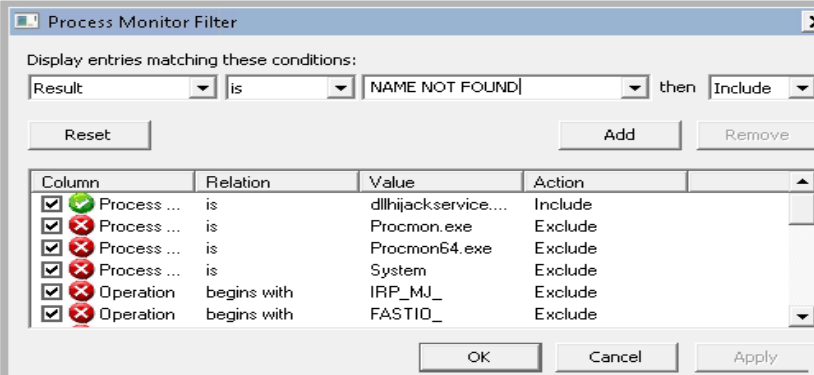 Process Monitor Filter
Display entries matching these conditions:
Result is NAME NOT FOUND then Include
Reset Add Remove
Column Relation Value Action
Process ... is dllhijackservice.... Include
Process ... is Procmon.exe Exclude
Process ... is Procmon64.exe Exclude
Process ... is System Exclude
Operation begins with IRP_MJ_ Exclude
Operation begins with FASTIO_ Exclude
OK Cancel Apply